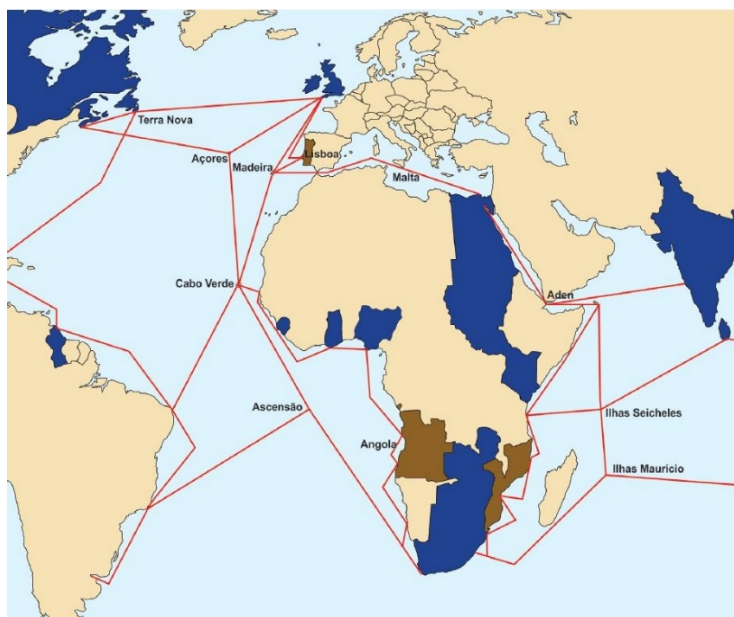 Terra Nova
Açores
Lisboa
Madeira
Malta
Cabo Verde
Aden
Ascensão
Ilhas Seicheles
Angola
Ilhas Mauricio